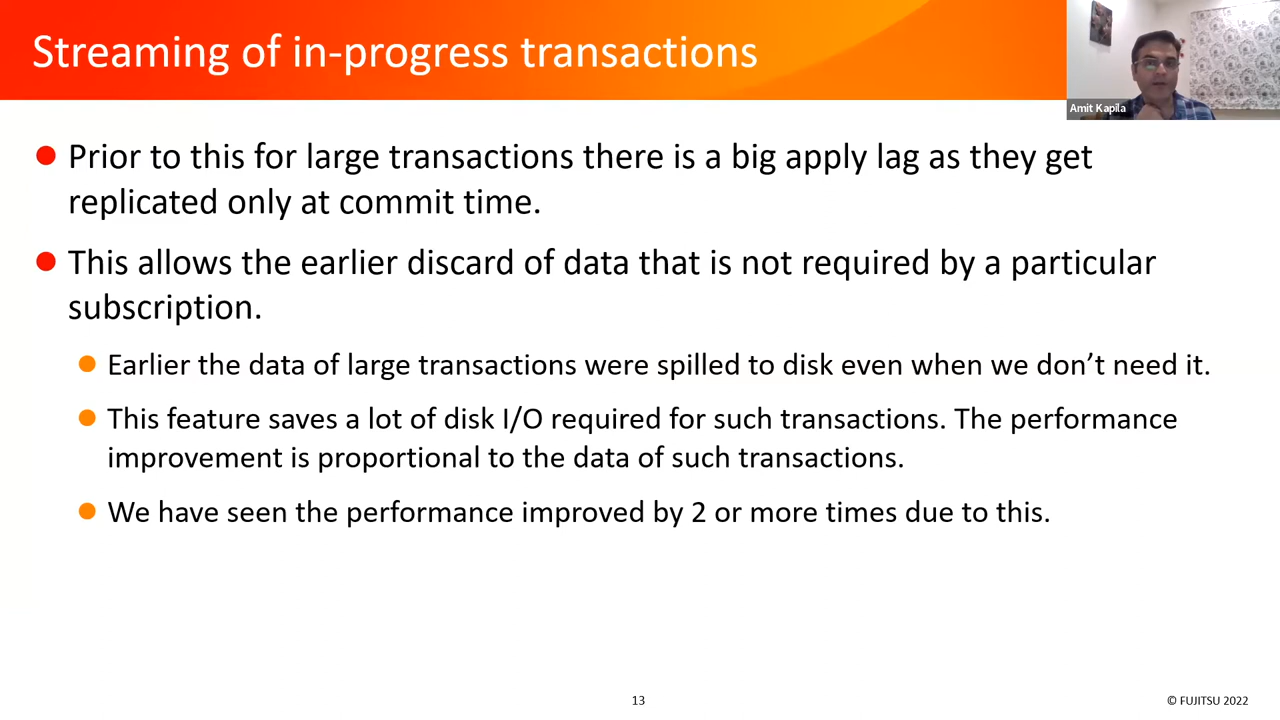 Streaming of in-progress transactions
Amit Kapila
Prior to this for large transactions there is a big apply lag as they get
replicated only at commit time.
This allows the earlier discard of data that is not required by a particular
subscription.
Earlier the data of large transactions were spilled to disk even when we don’t need it.
This feature saves a lot of disk I/O required for such transactions. The performance
improvement is proportional to the data of such transactions.
We have seen the performance improved by 2 or more times due to this.
13
© FUJITSU 2022